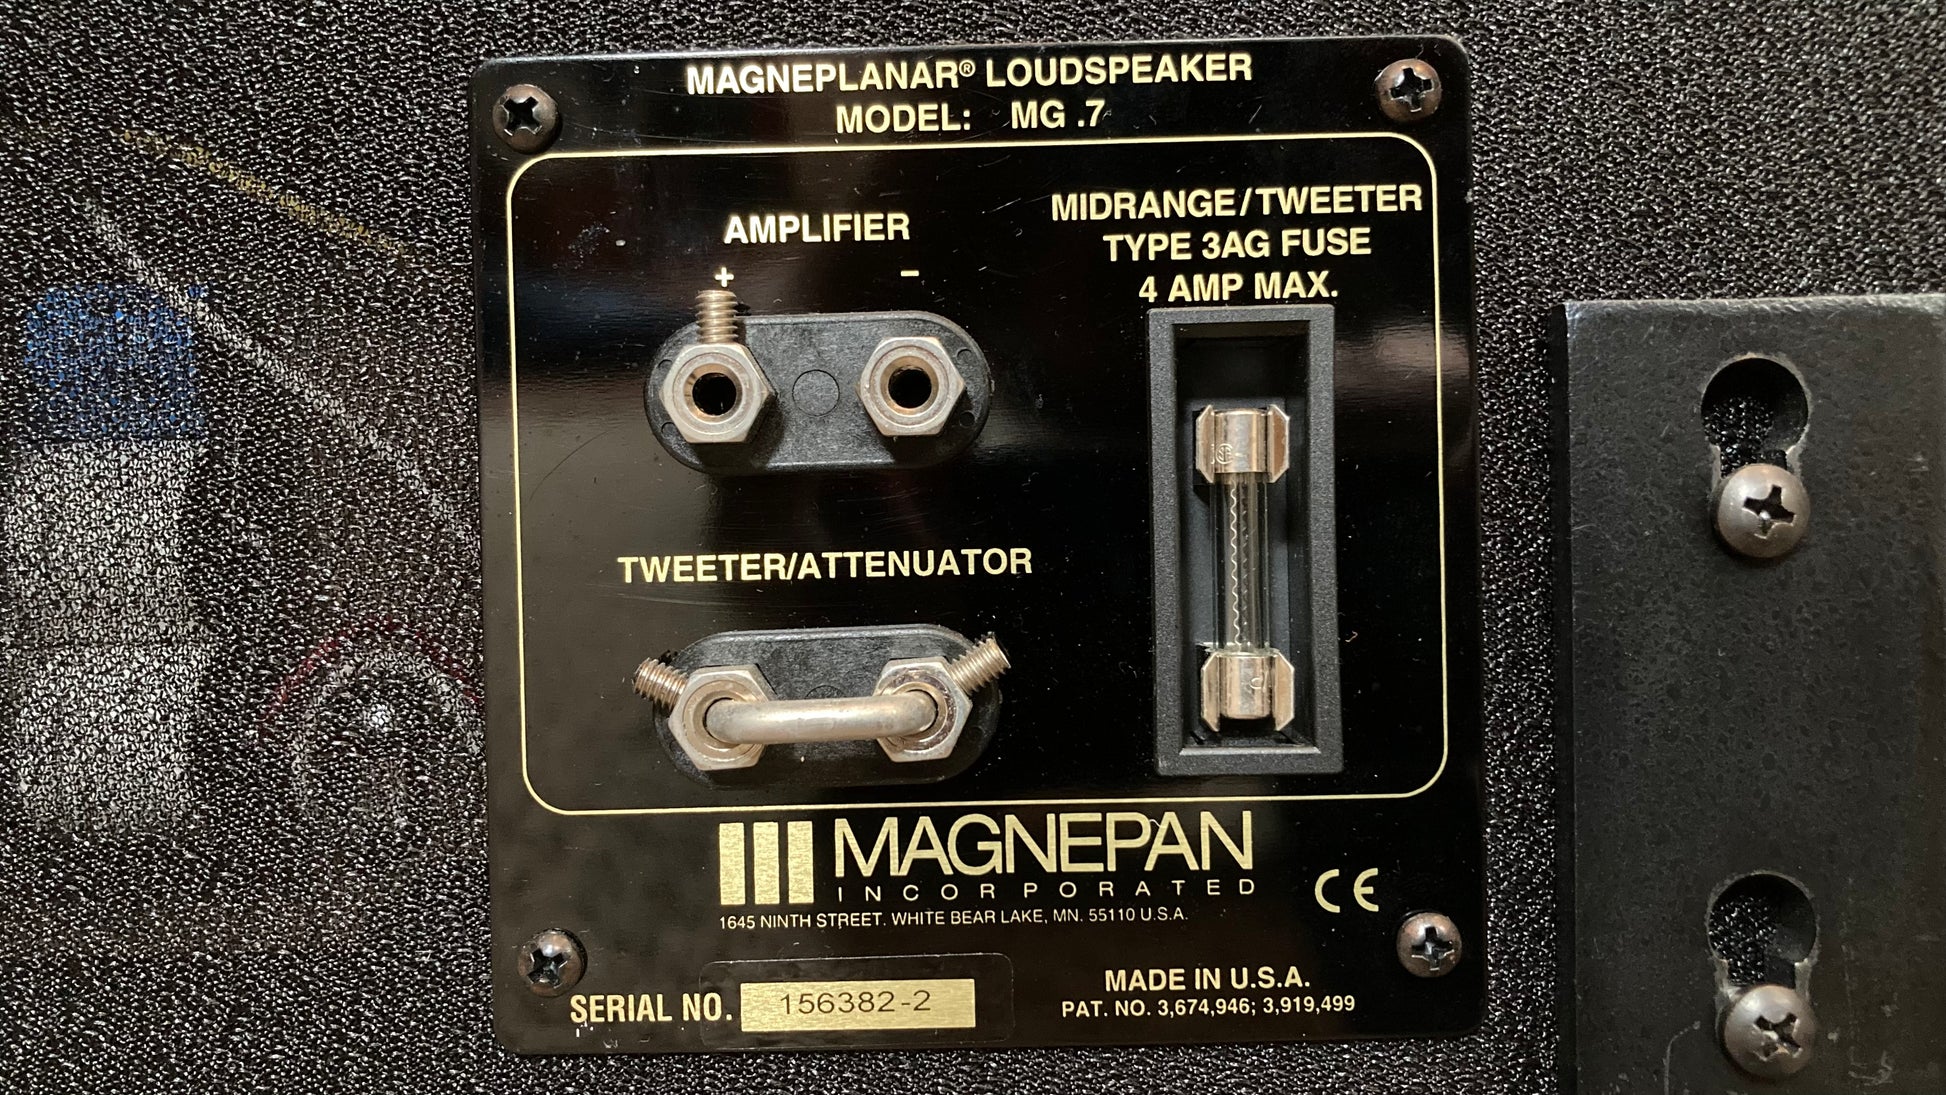 MAGNEPLANAR® LOUDSPEAKER
MODEL: MG .7
AMPLIFIER
+ −
MIDRANGE/TWEETER
TYPE 3AG FUSE
4 AMP MAX.
TWEETER/ATTENUATOR
MAGNEPAN
INCORPORATED
1645 NINTH STREET. WHITE BEAR LAKE, MN. 55110 U.S.A.
CE
SERIAL NO. 156382-2
MADE IN U.S.A.
PAT. NO. 3,674,946; 3,919,499